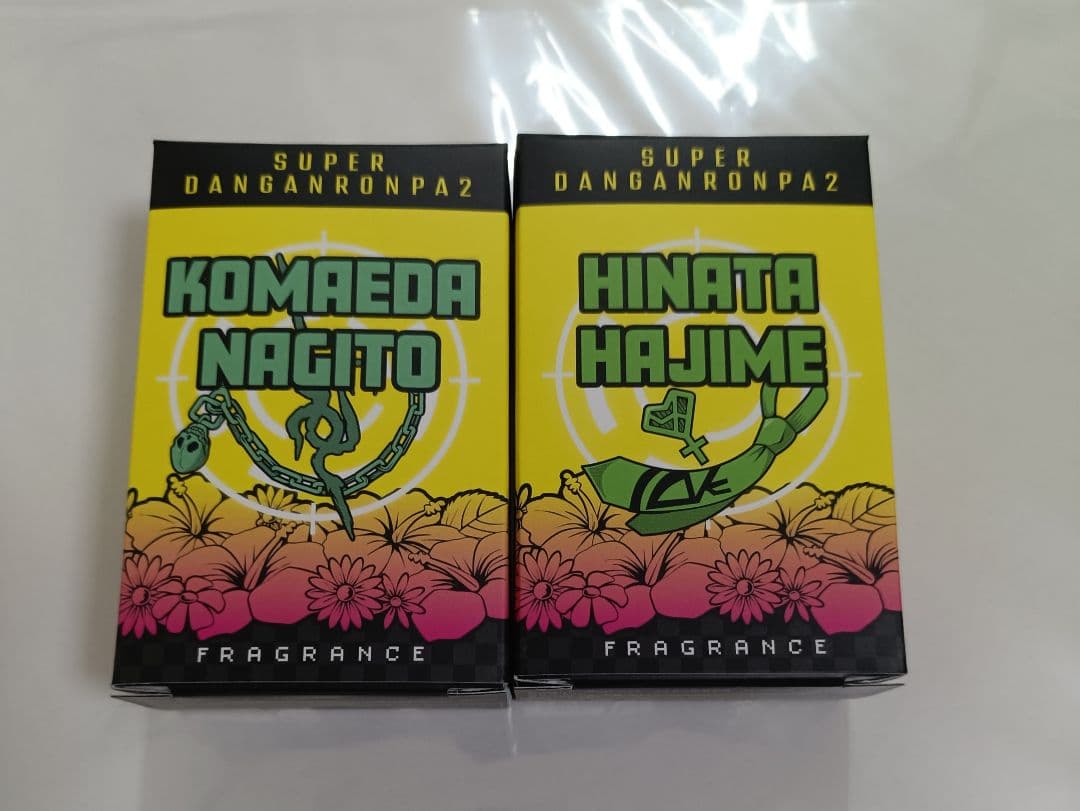 SUPER
DANGANRONPA2
KOMAEDA
NAGITO
FRAGRANCE
SUPER
DANGANRONPA2
HINATA
HAJIME
FRAGRANCE